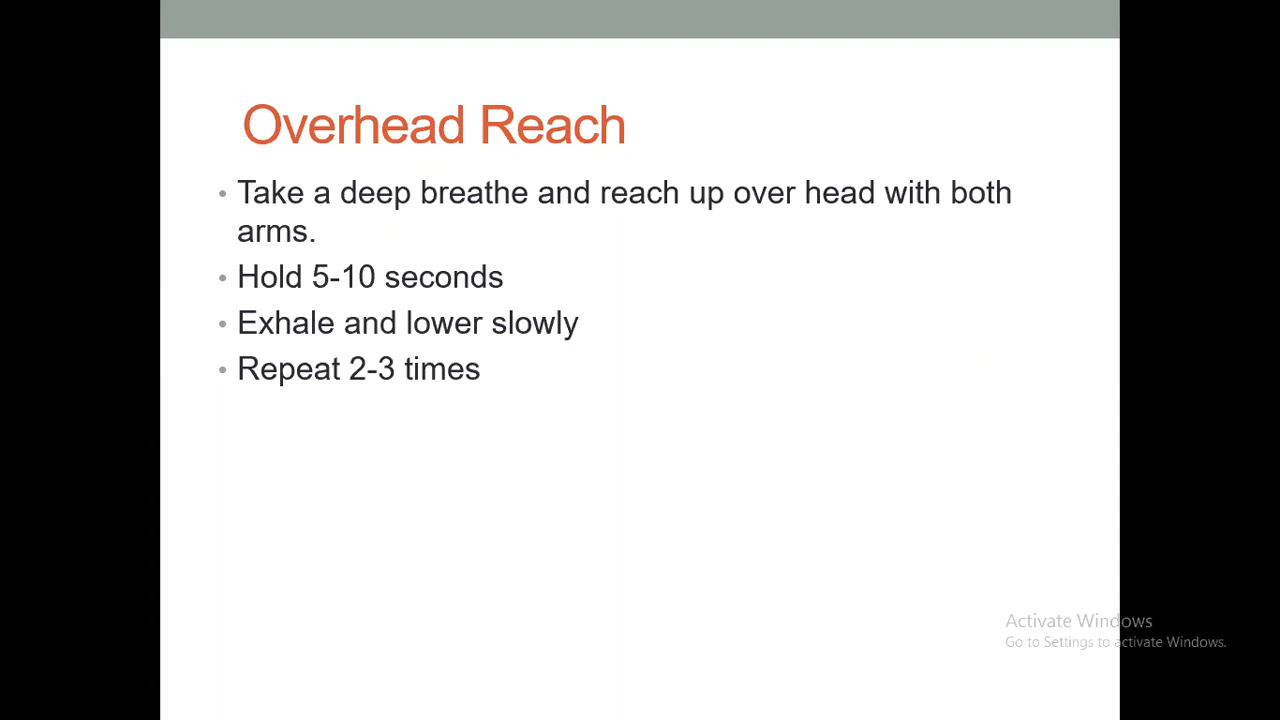 Overhead Reach
• Take a deep breathe and reach up over head with both
arms.
• Hold 5-10 seconds
• Exhale and lower slowly
• Repeat 2-3 times
Activate Windows
Go to Settings to activate Windows.